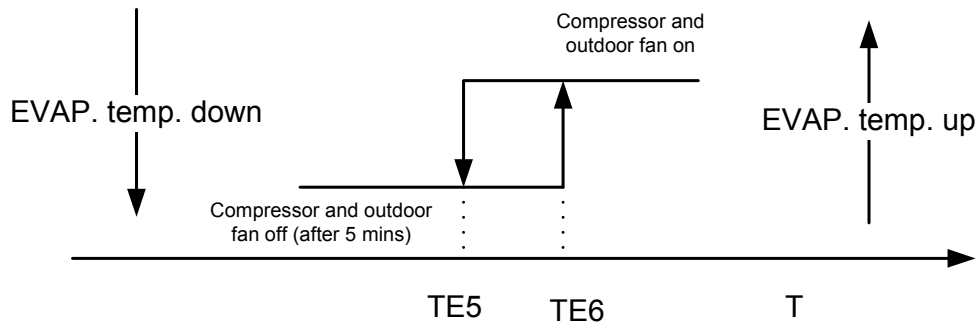 Compressor and
outdoor fan on
EVAP. temp. down
EVAP. temp. up
Compressor and outdoor
fan off (after 5 mins)
TE5
TE6
T